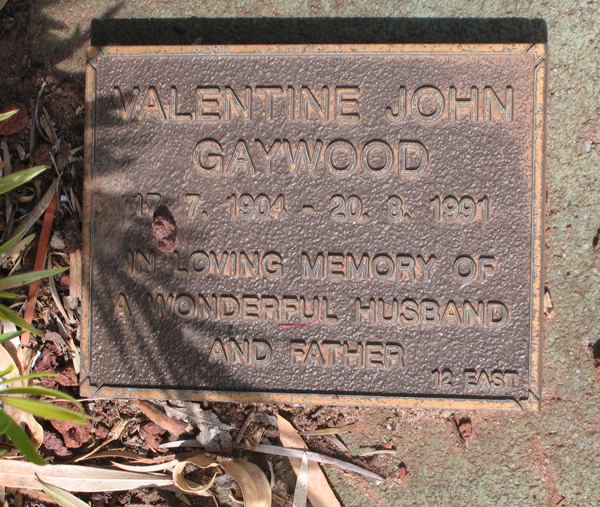 VALENTINE JOHN
GAYWOOD
17. 7. 1904 - 20. 8. 1991
IN LOVING MEMORY OF
A WONDERFUL HUSBAND
AND FATHER
12 EAST